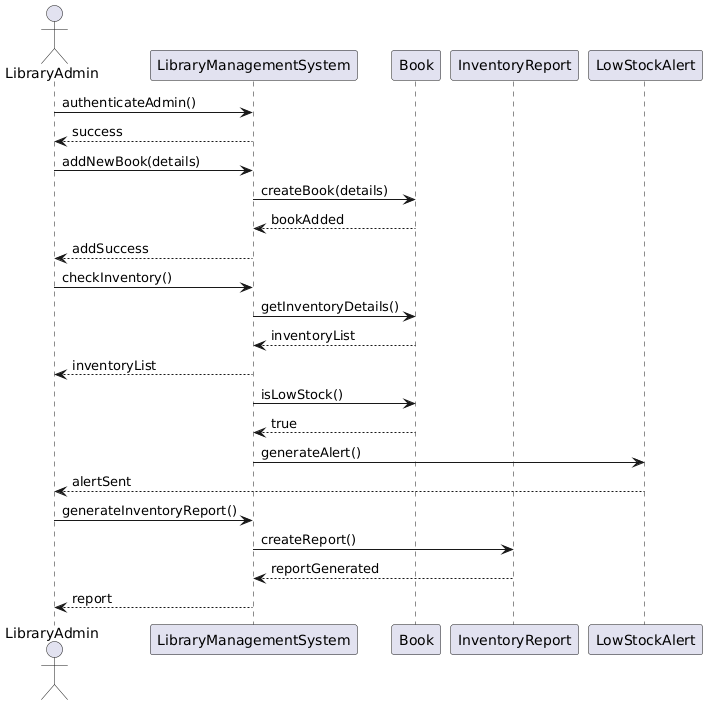 LibraryAdmin
LibraryManagementSystem
Book
InventoryReport
LowStockAlert
authenticateAdmin()
success
addNewBook(details)
createBook(details)
bookAdded
addSuccess
checkInventory()
getInventoryDetails()
inventoryList
inventoryList
isLowStock()
true
generateAlert()
alertSent
generateInventoryReport()
createReport()
reportGenerated
report
LibraryAdmin
LibraryManagementSystem
Book
InventoryReport
LowStockAlert